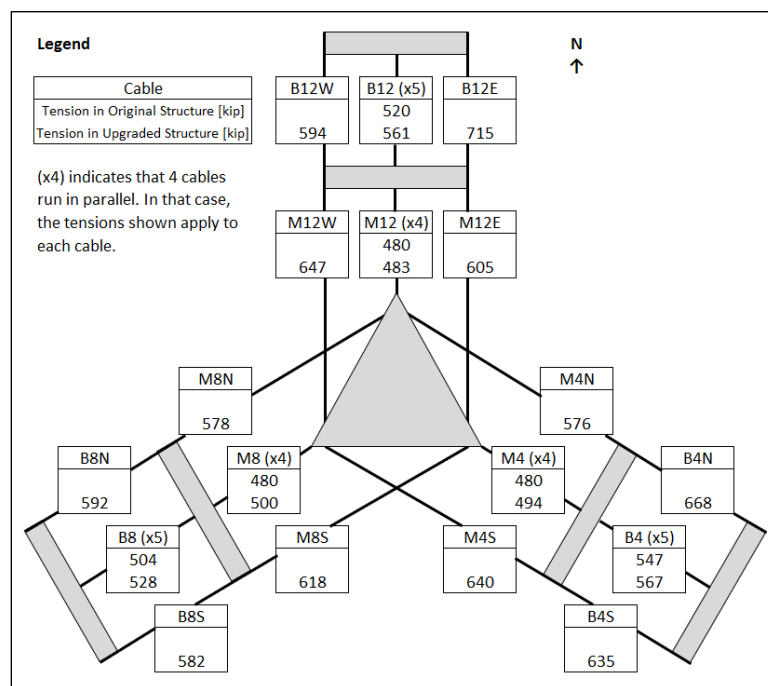 Legend
N
↑
Cable
Tension in Original Structure [kip]
Tension in Upgraded Structure [kip]
(x4) indicates that 4 cables
run in parallel. In that case,
the tensions shown apply to
each cable.
B12W
594
B12 (x5)
520
561
B12E
715
M12W
647
M12 (x4)
480
483
M12E
605
M8N
578
M4N
576
B8N
592
M8 (x4)
480
500
M4 (x4)
480
494
B4N
668
B8 (x5)
504
528
M8S
618
M4S
640
B4 (x5)
547
567
B8S
582
B4S
635